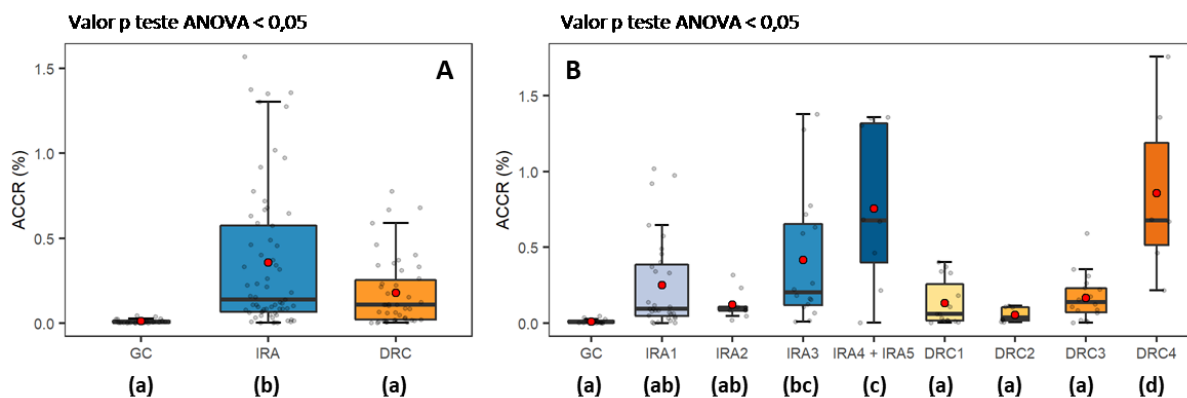 Valor p teste ANOVA < 0,05
A
ACCR (%)
1.5
1.0
0.5
0.0
GC IRA DRC
(a) (b) (a)
Valor p teste ANOVA < 0,05
B
ACCR (%)
1.5
1.0
0.5
0.0
GC IRA1 IRA2 IRA3 IRA4 + IRA5 DRC1 DRC2 DRC3 DRC4
(a) (ab) (ab) (bc) (c) (a) (a) (a) (d)